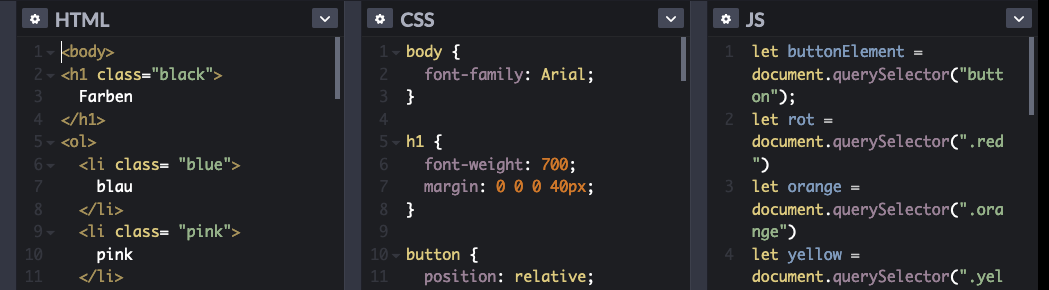 HTML
1 <body>
2 <h1 class="black">
3 Farben
4 </h1>
5 <ol>
6 <li class= "blue">
7 blau
8 </li>
9 <li class= "pink">
10 pink
11 </li>
CSS
1 body {
2 font-family: Arial;
3 }
4
5 h1 {
6 font-weight: 700;
7 margin: 0 0 0 40px;
8 }
9
10 button {
11 position: relative;
JS
1 let buttonElement =
document.querySelector("butt
on");
2 let rot =
document.querySelector(".red
")
3 let orange =
document.querySelector(".ora
nge")
4 let yellow =
document.querySelector(".yel